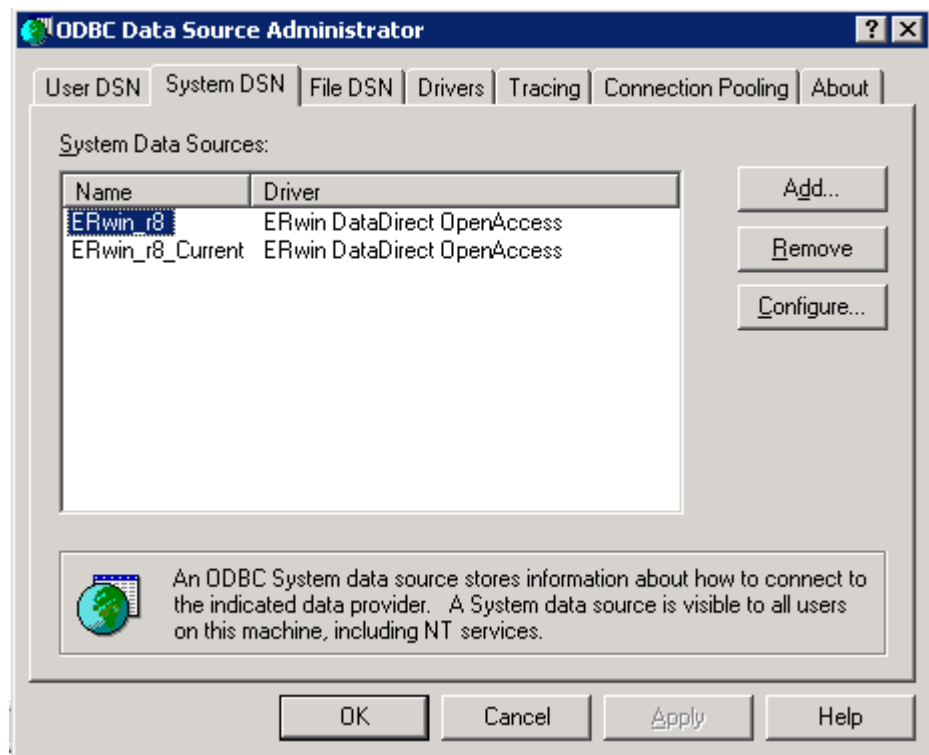 ODBC Data Source Administrator
User DSN System DSN File DSN Drivers Tracing Connection Pooling About
System Data Sources:
Name Driver
ERwin_r8 ERwin DataDirect OpenAccess
ERwin_r8_Current ERwin DataDirect OpenAccess
Add...
Remove
Configure...
An ODBC System data source stores information about how to connect to
the indicated data provider. A System data source is visible to all users
on this machine, including NT services.
OK Cancel Apply Help